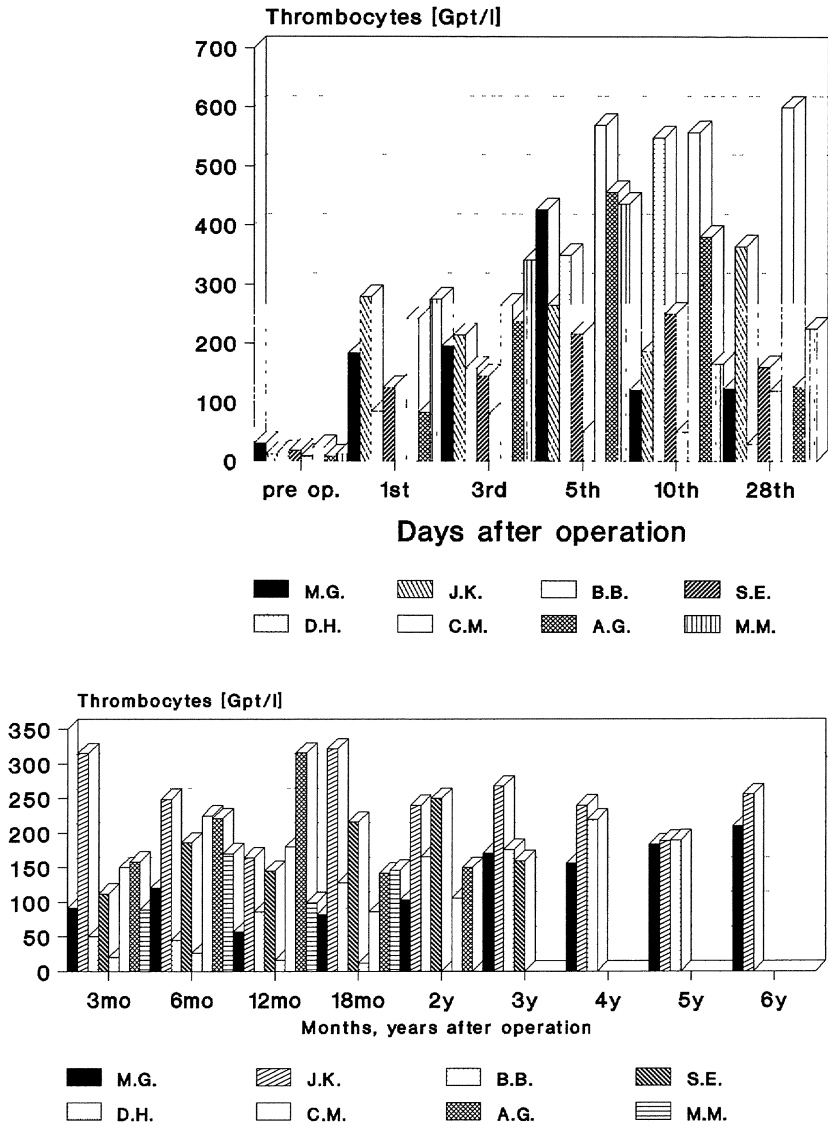 Thrombocytes [Gpt/l]
700
600
500
400
300
200
100
0
pre op. 1st 3rd 5th 10th 28th
Days after operation
M.G. J.K. B.B. S.E.
D.H. C.M. A.G. M.M.
Thrombocytes [Gpt/l]
350
300
250
200
150
100
50
0
3mo 6mo 12mo 18mo 2y 3y 4y 5y 6y
Months, years after operation
M.G. J.K. B.B. S.E.
D.H. C.M. A.G. M.M.